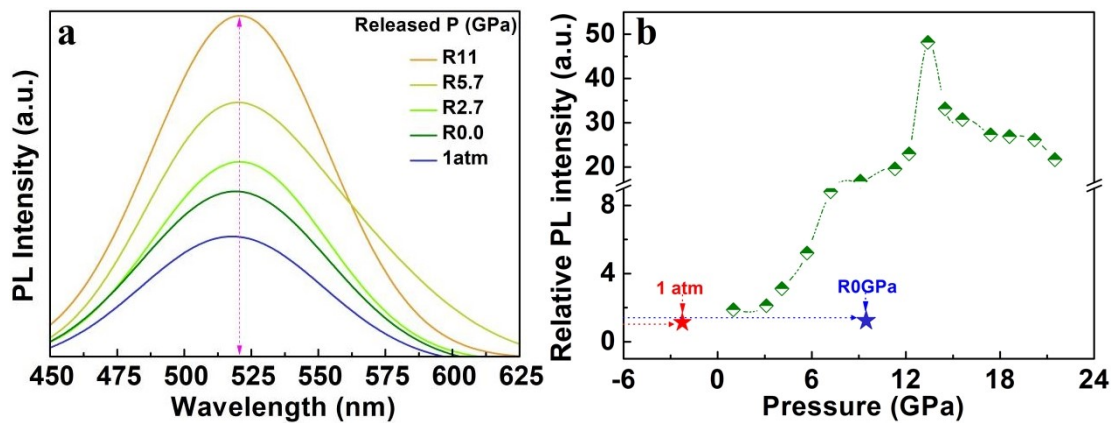 a
Released P (GPa)
R11
R5.7
R2.7
R0.0
1atm
PL Intensity (a.u.)
450 475 500 525 550 575 600 625
Wavelength (nm)
b
50
40
30
20
8
4
0
1 atm
R0GPa
Relative PL intensity (a.u.)
-6 0 6 12 18 24
Pressure (GPa)